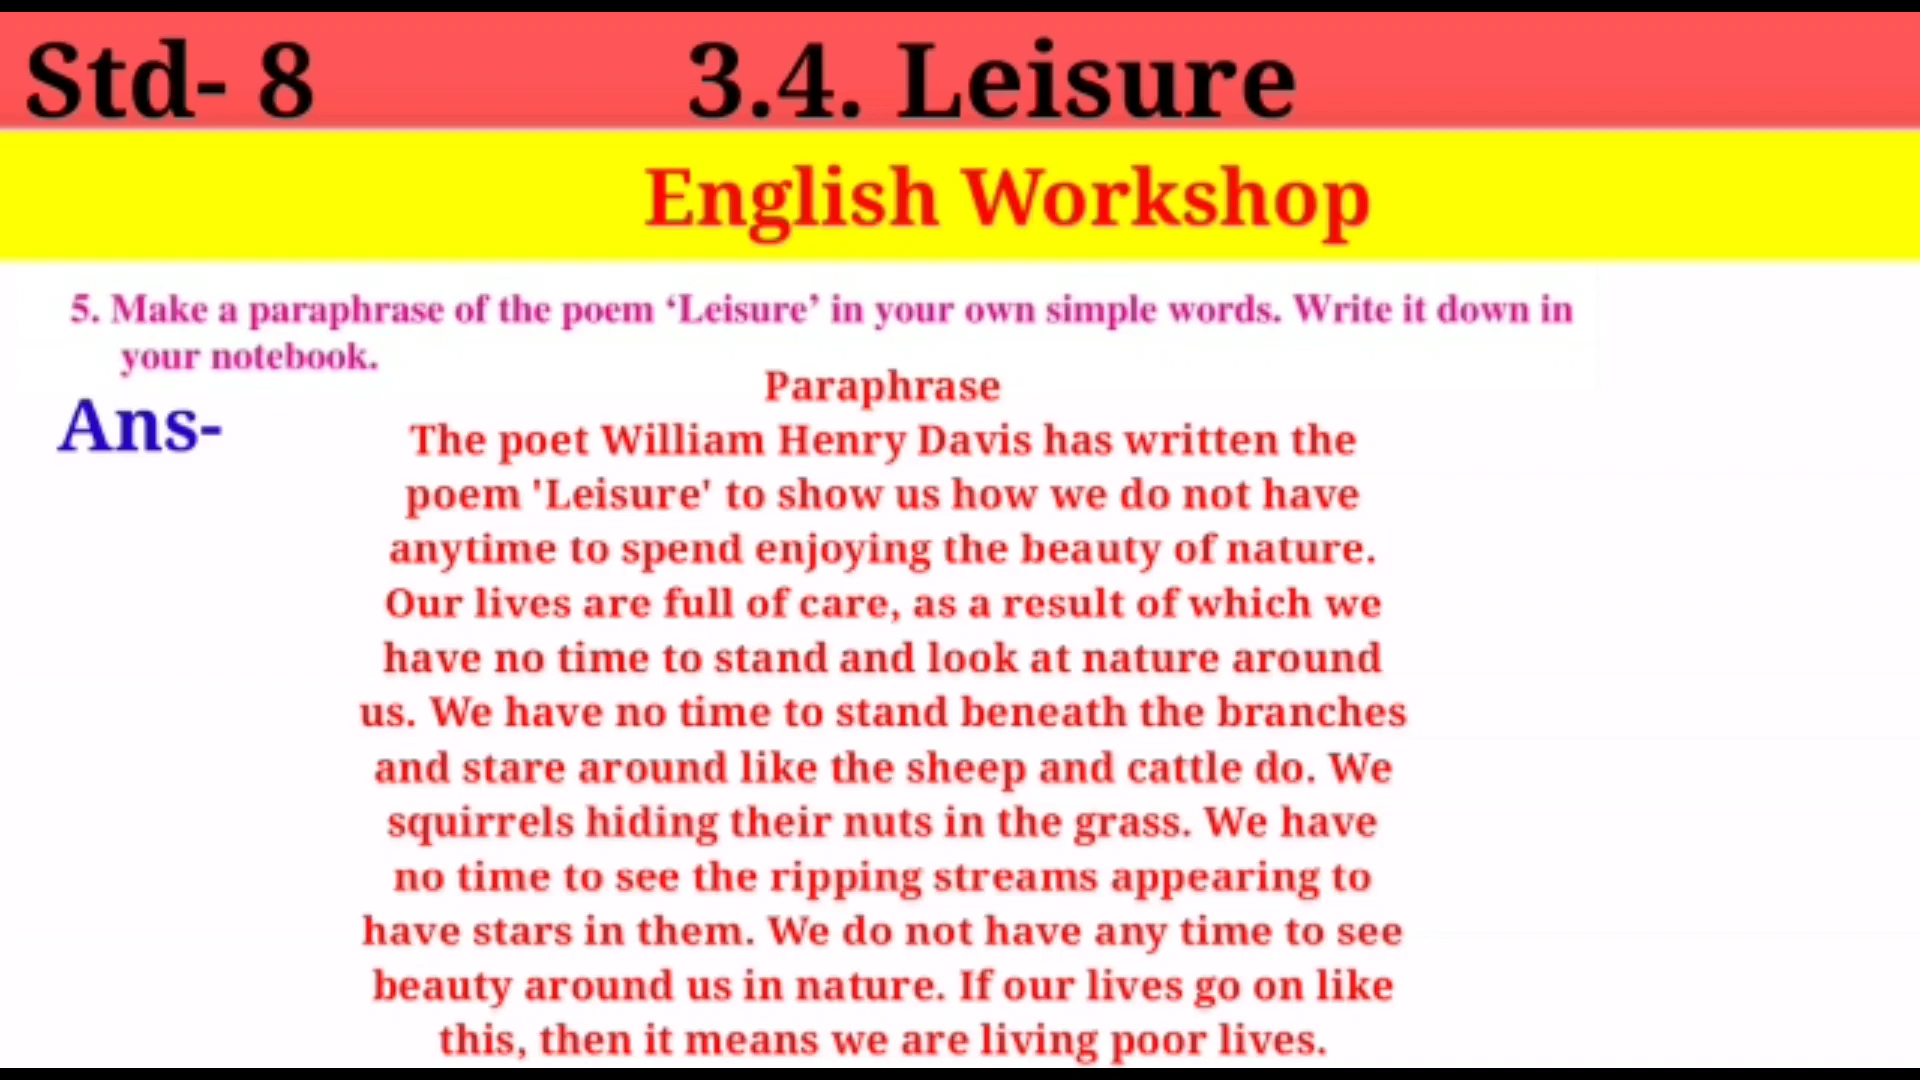 Std- 8 3.4. Leisure
English Workshop
5. Make a paraphrase of the poem ‘Leisure’ in your own simple words. Write it down in
your notebook.
Paraphrase
Ans-
The poet William Henry Davis has written the
poem 'Leisure' to show us how we do not have
anytime to spend enjoying the beauty of nature.
Our lives are full of care, as a result of which we
have no time to stand and look at nature around
us. We have no time to stand beneath the branches
and stare around like the sheep and cattle do. We
squirrels hiding their nuts in the grass. We have
no time to see the ripping streams appearing to
have stars in them. We do not have any time to see
beauty around us in nature. If our lives go on like
this, then it means we are living poor lives.